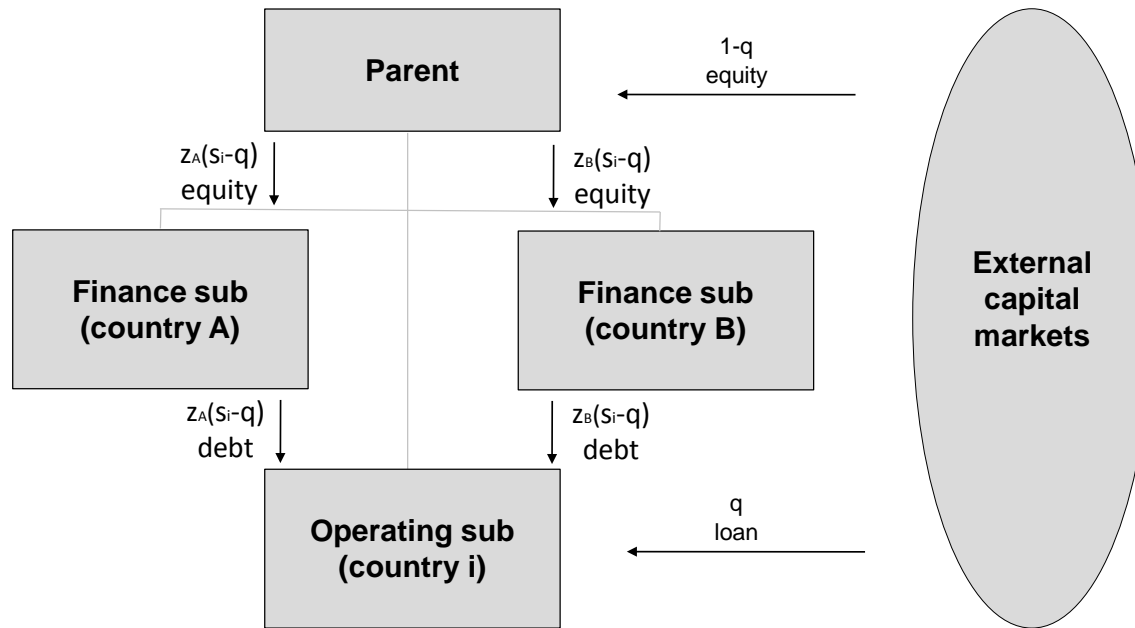 Parent
1-q
equity
zA(si-q)
equity
zB(si-q)
equity
Finance sub
(country A)
Finance sub
(country B)
External
capital
markets
zA(si-q)
debt
zB(si-q)
debt
Operating sub
(country i)
q
loan